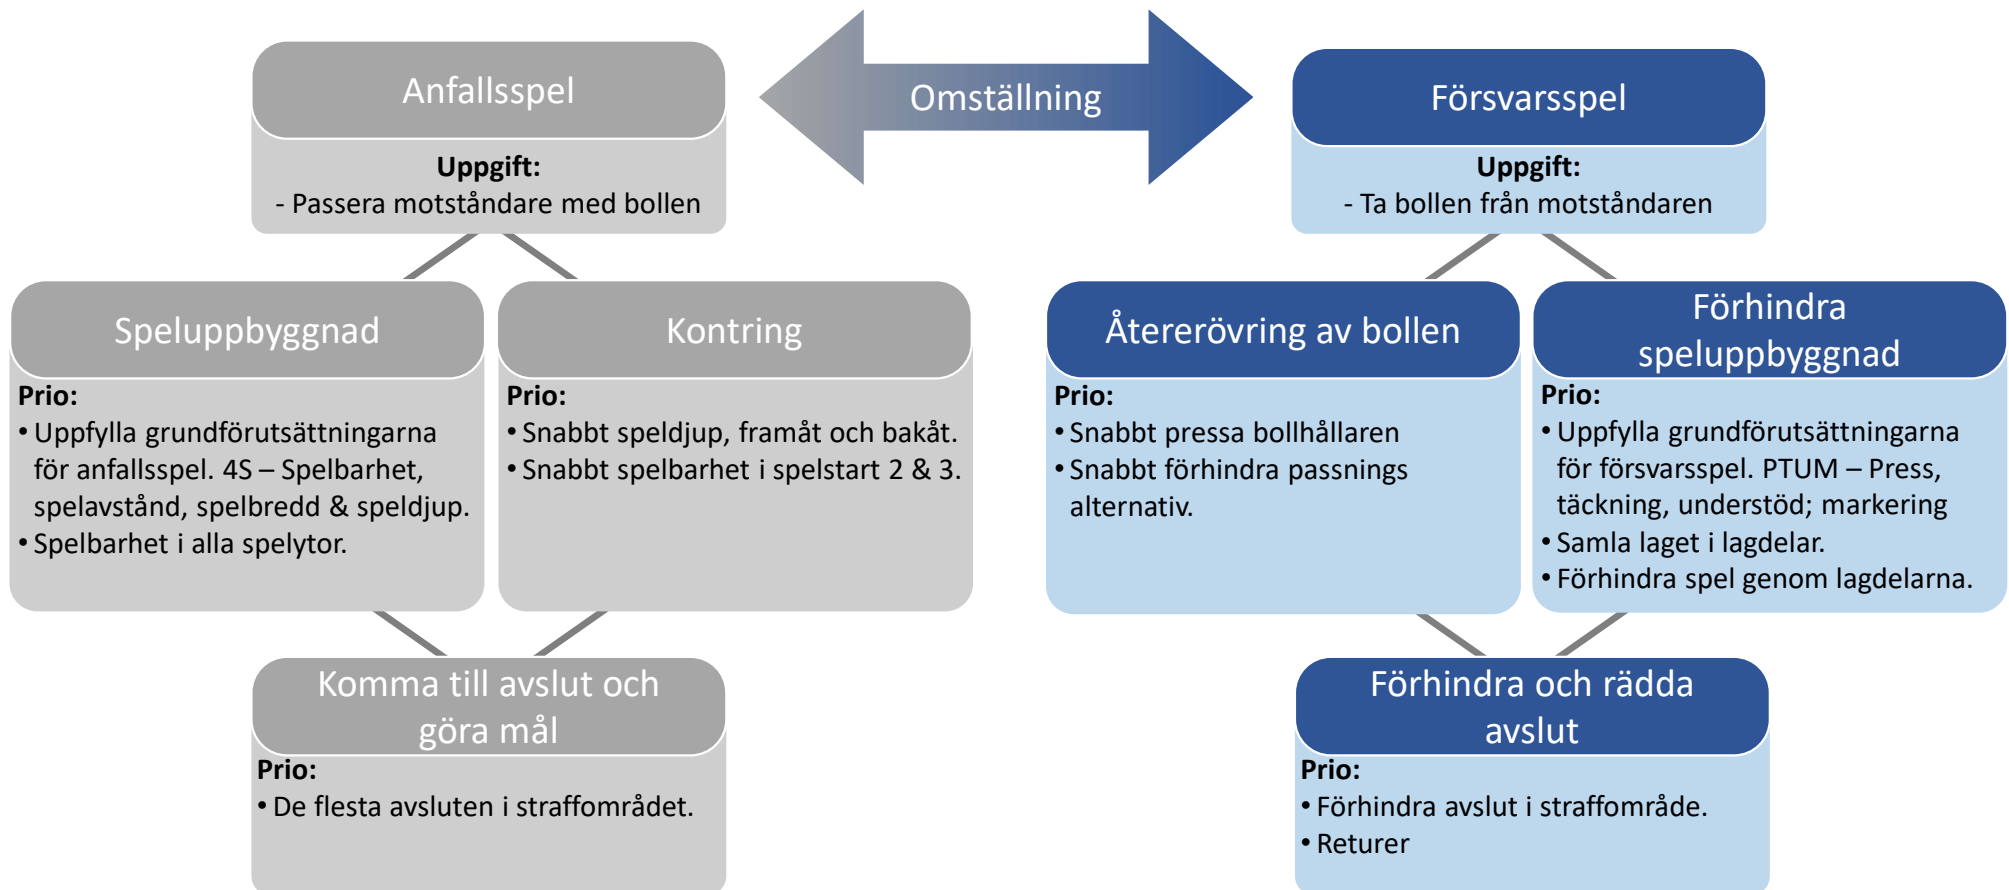 Anfallsspel
Uppgift:
- Passera motståndare med bollen
Omställning
Försvarsspel
Uppgift:
- Ta bollen från motståndaren
Speluppbyggnad
Prio:
• Uppfylla grundförutsättningarna
för anfallsspel. 4S – Spelbarhet,
spelavstånd, spelbredd & speldjup.
• Spelbarhet i alla spelytor.
Kontring
Prio:
• Snabbt speldjup, framåt och bakåt.
• Snabbt spelbarhet i spelstart 2 & 3.
Återerövring av bollen
Prio:
• Snabbt pressa bollhållaren
• Snabbt förhindra passnings
alternativ.
Förhindra
speluppbyggnad
Prio:
• Uppfylla grundförutsättningarna
för försvarsspel. PTUM – Press,
täckning, understöd; markering
• Samla laget i lagdelar.
• Förhindra spel genom lagdelarna.
Komma till avslut och
göra mål
Prio:
• De flesta avsluten i straffområdet.
Förhindra och rädda
avslut
Prio:
• Förhindra avslut i straffområde.
• Returer